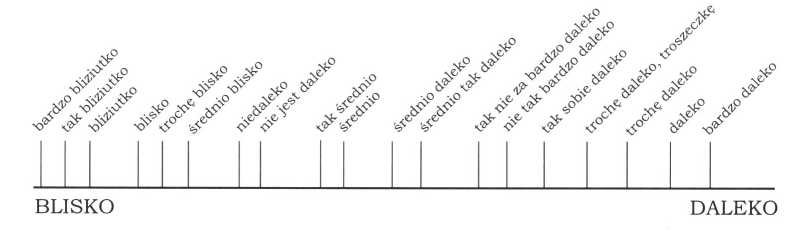 bardzo bliziutko
tak bliziutko
bliziutko
blisko
trochę blisko
średnio blisko
niedaleko
nie jest daleko
tak średnio
średnio
średnio daleko
średnio tak daleko
tak nie za bardzo daleko
nie tak bardzo daleko
tak sobie daleko
trochę daleko, troszeczkę
trochę daleko
daleko
bardzo daleko
BLISKO
DALEKO